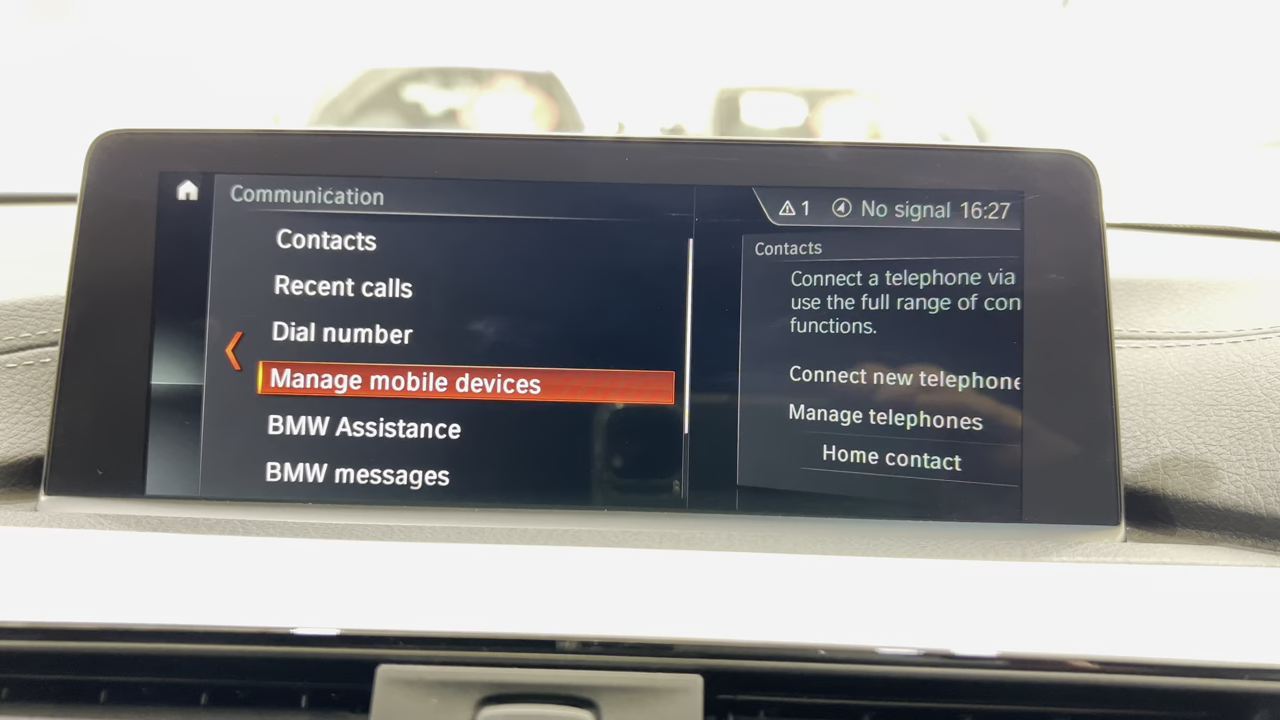 Communication
Contacts
Recent calls
Dial number
Manage mobile devices
BMW Assistance
BMW messages
1 No signal 16:27
Contacts
Connect a telephone via
use the full range of con
functions.
Connect new telephone
Manage telephones
Home contact